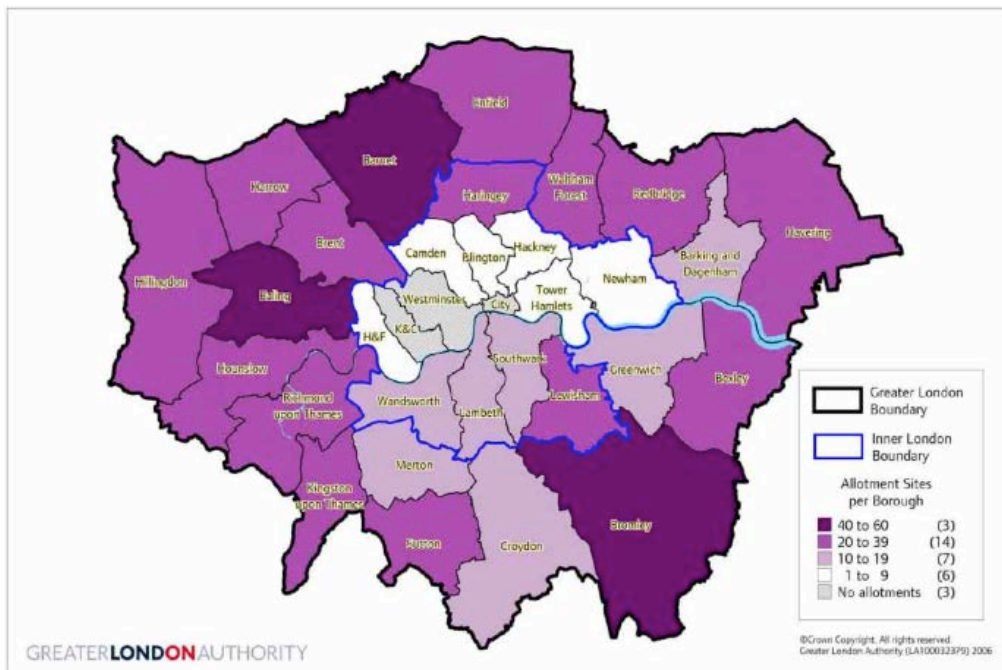 Enfield
Barnet
Harrow
Haringey
Waltham
Forest
Redbridge
Havering
Brent
Camden
Islington
Hackney
Barking and
Dagenham
Hillingdon
Ealing
Westminster
City
Tower
Hamlets
Newham
H&F
K&C
Hounslow
Richmond
upon Thames
Wandsworth
Lambeth
Southwark
Lewisham
Greenwich
Bexley
Merton
Kingston
upon Thames
Sutton
Croydon
Bromley
Greater London
Boundary
Inner London
Boundary
Allotment Sites
per Borough
40 to 60 (3)
20 to 39 (14)
10 to 19 (7)
1 to 9 (6)
No allotments (3)
GREATERLONDONAUTHORITY
©Crown Copyright. All rights reserved.
Greater London Authority (LA100032379) 2006